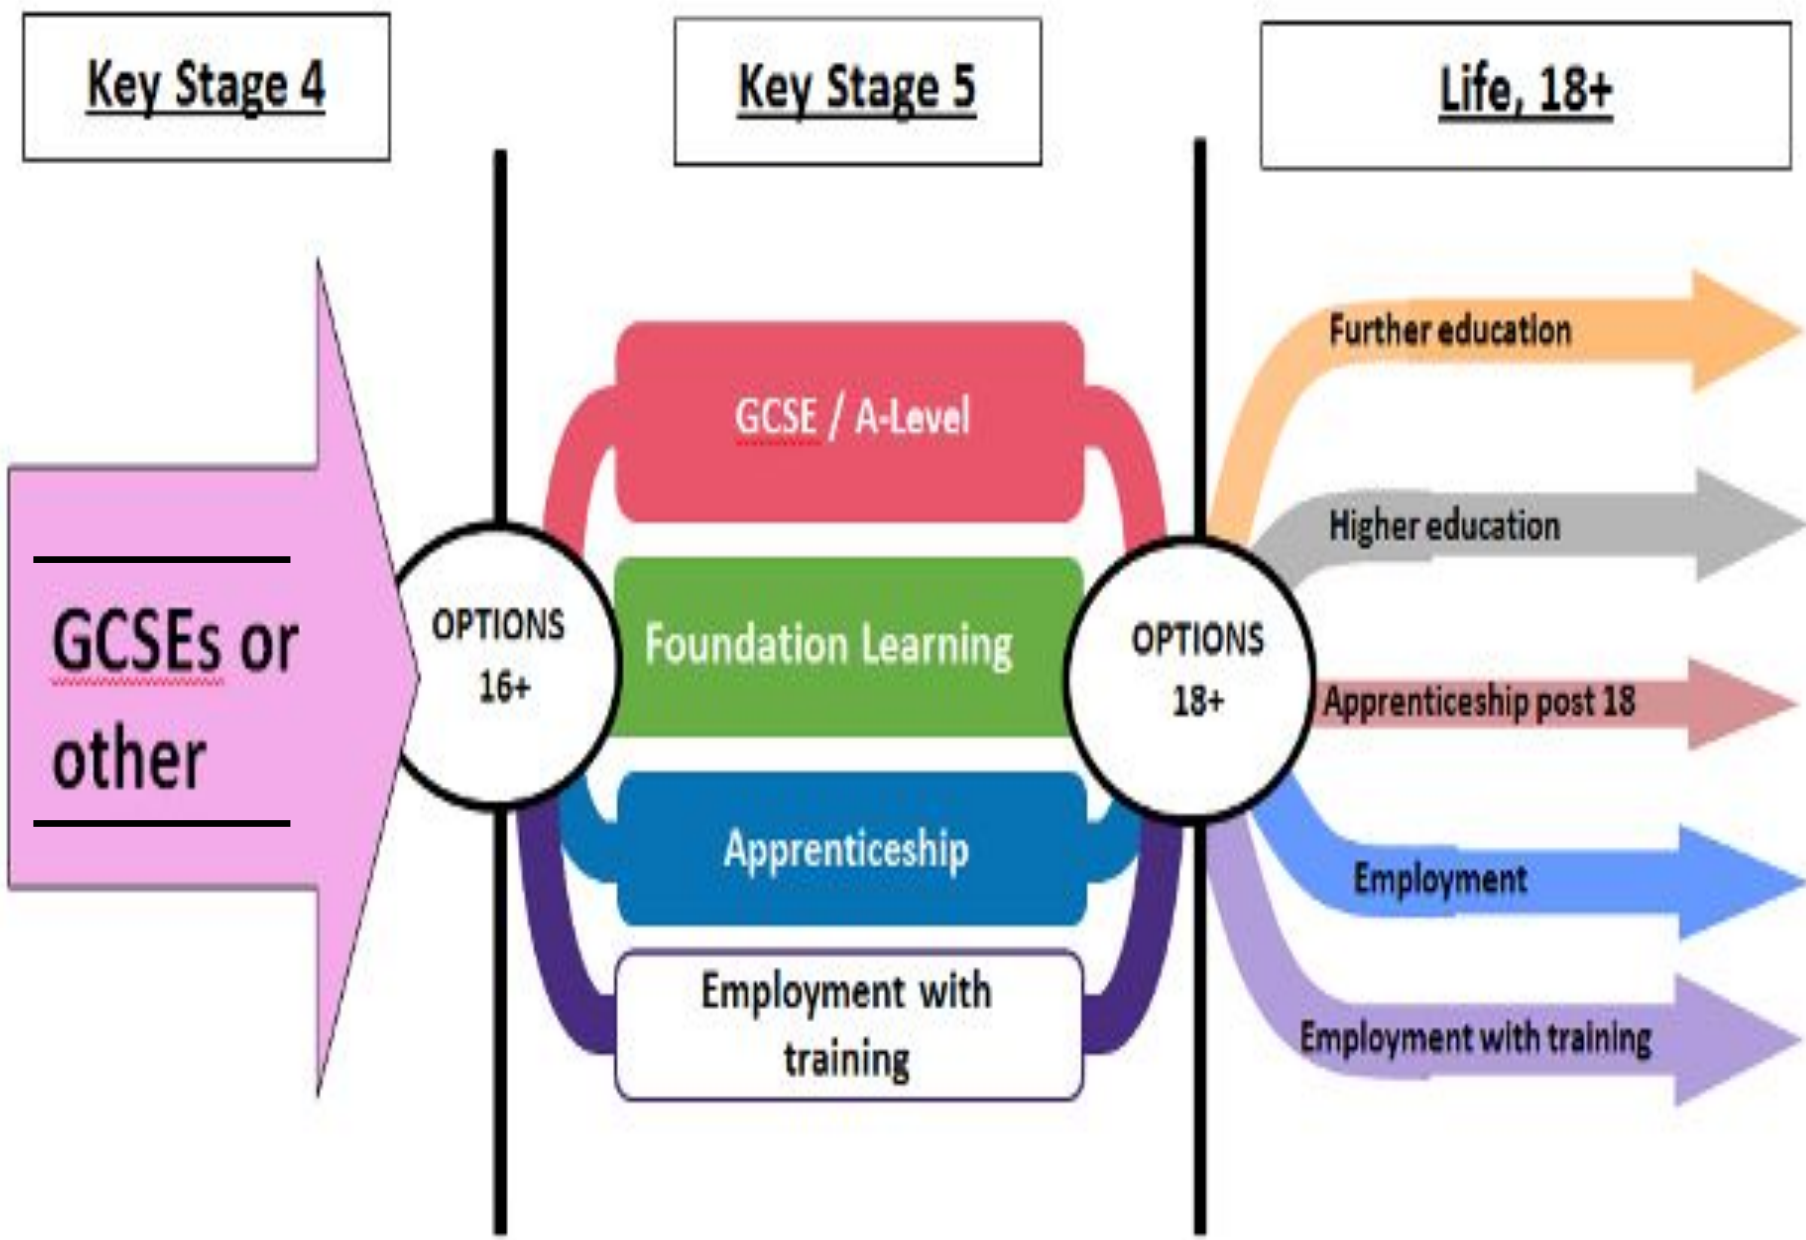 Key Stage 4
Key Stage 5
Life, 18+
GCSEs or
other
OPTIONS
16+
GCSE / A-Level
Foundation Learning
Apprenticeship
Employment with
training
OPTIONS
18+
Further education
Higher education
Apprenticeship post 18
Employment
Employment with training